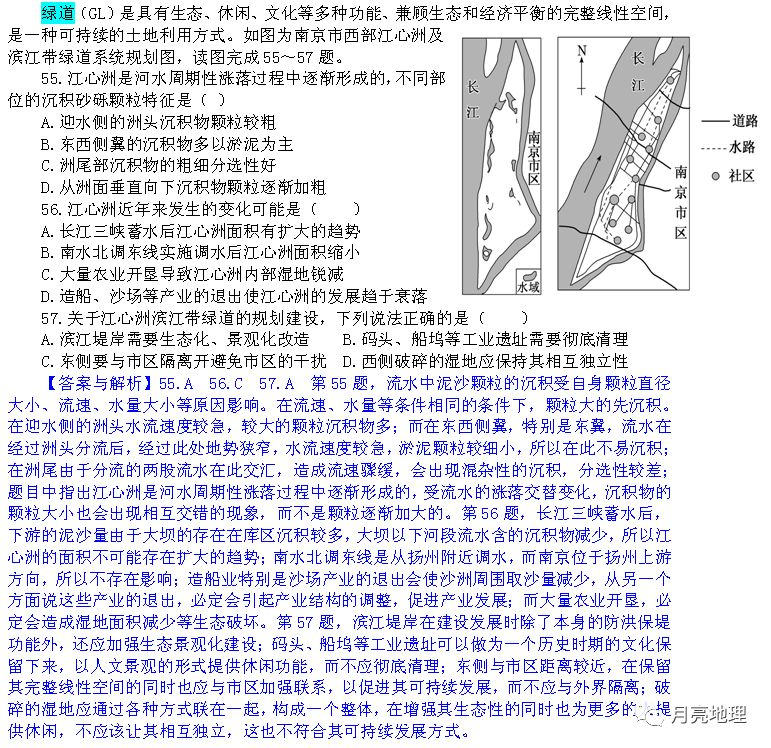 绿道（GL）是具有生态、休闲、文化等多种功能、兼顾生态和经济平衡的完整线性空间，
是一种可持续的土地利用方式。如图为南京市西部江心洲及
滨江带绿道系统规划图，读图完成55～57题。
55.江心洲是河水周期性涨落过程中逐渐形成的，不同部
位的沉积砂砾颗粒特征是（  ）
A.迎水侧的洲头沉积物颗粒较粗
B.东西侧翼的沉积物多以淤泥为主
C.洲尾部沉积物的粗细分选性好
D.从洲面垂直向下沉积物颗粒逐渐加粗
56.江心洲近年来发生的变化可能是（  ）
A.长江三峡蓄水后江心洲面积有扩大的趋势
B.南水北调东线实施调水后江心洲面积缩小
C.大量农业开垦导致江心洲内部湿地锐减
D.造船、沙场等产业的退出使江心洲的发展趋于衰落
长江
南京市区
水域
N
长江
南京市区
道路
水路
社区
57.关于江心洲滨江带绿道的规划建设，下列说法正确的是（  ）
A.滨江堤岸需要生态化、景观化改造 B.码头、船坞等工业遗址需要彻底清理
C.东侧要与市区隔离开避免市区的干扰 D.西侧破碎的湿地应保持其相互独立性
【答案与解析】55.A 56.C 57.A 第55题，流水中泥沙颗粒的沉积受自身颗粒直径
大小、流速、水量大小等原因影响。在流速、水量等条件相同的条件下，颗粒大的先沉积。
在迎水侧的洲头水流速度较急，较大的颗粒沉积物多；而在东西侧翼，特别是东翼，流水在
经过洲头分流后，经过此处地势狭窄，水流速度较急，淤泥颗粒较细小，所以在此不易沉积；
在洲尾由于分流的两股流水在此交汇，造成流速骤缓，会出现混杂性的沉积，分选性较差；
题目中指出江心洲是河水周期性涨落过程中逐渐形成的，受流水的涨落交替变化，沉积物的
颗粒大小也会出现相互交错的现象，而不是颗粒逐渐加大的。第56题，长江三峡蓄水后，
下游的泥沙量由于大坝的存在在库区沉积较多，大坝以下河段流水含的沉积物减少，所以江
心洲的面积不可能存在扩大的趋势；南水北调东线是从扬州附近调水，而南京位于扬州上游
方向，所以不存在影响；造船业特别是沙场产业的退出会使沙洲周围取沙量减少，从另一个
方面说这些产业的退出，必定会引起产业结构的调整，促进产业发展；而大量农业开垦，必
定会造成湿地面积减少等生态破坏。第57题，滨江堤岸在建设发展时除了本身的防洪保堤
功能外，还应加强生态景观化建设；码头、船坞等工业遗址可以做为一个历史时期的文化保
留下来，以人文景观的形式提供休闲功能，而不应彻底清理；东侧与市区距离较近，在保留
其完整线性空间的同时也应与市区加强联系，以促进其可持续发展，而不应与外界隔离；破
碎的湿地应通过各种方式联在一起，构成一个整体，在增强其生态性的同时也为更多的提
供休闲，不应该让其相互独立，这也不符合其可持续发展方式。
月亮地理